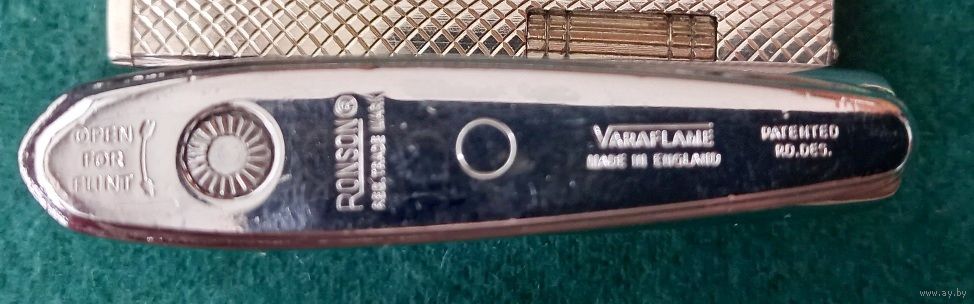 OPEN
FOR
FLINT
RONSON®
REG. TRADE MARK
VARAFLAME
MADE IN ENGLAND
PATENTED
RD. DES.
www.ay.by